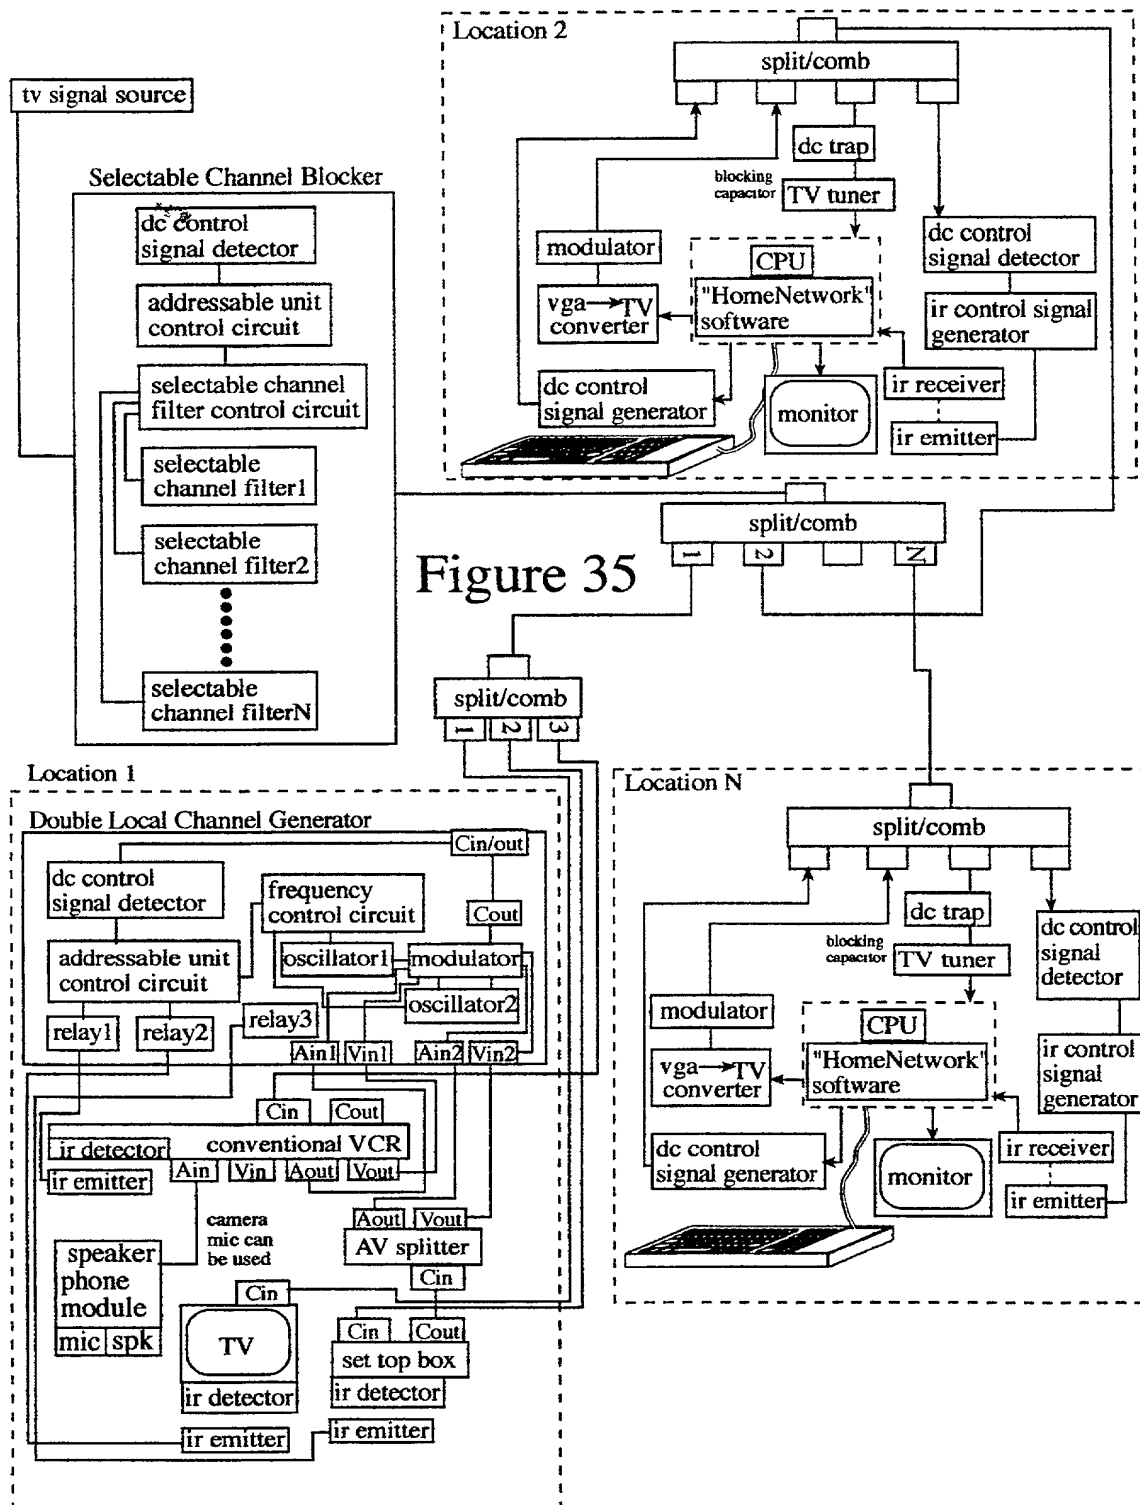 Location 2
split/comb
tv signal source
dc trap
blocking
capacitor
TV tuner
Selectable Channel Blocker
dc control
signal detector
addressable unit
control circuit
selectable channel
filter control circuit
selectable
channel filter1
selectable
channel filter2
selectable
channel filterN
modulator
CPU
dc control
signal detector
vga→TV
converter
"HomeNetwork"
software
ir control signal
generator
dc control
signal generator
monitor
ir receiver
ir emitter
split/comb
1
2
N
Figure 35
split/comb
1
2
3
Location 1
Double Local Channel Generator
Cin/out
dc control
signal detector
frequency
control circuit
Cout
addressable unit
control circuit
oscillator1
modulator
oscillator2
relay1
relay2
relay3
Ain1
Vin1
Ain2
Vin2
Cin
Cout
conventional VCR
ir detector
Ain
Vin
Aout
Vout
ir emitter
camera
mic can
be used
Aout
Vout
AV splitter
Cin
speaker
phone
module
mic
spk
Cin
TV
ir detector
Cin
Cout
set top box
ir detector
ir emitter
ir emitter
Location N
split/comb
dc trap
blocking
capacitor
TV tuner
dc control
signal
detector
modulator
CPU
vga→TV
converter
"HomeNetwork"
software
ir control
signal
generator
dc control
signal generator
monitor
ir receiver
ir emitter